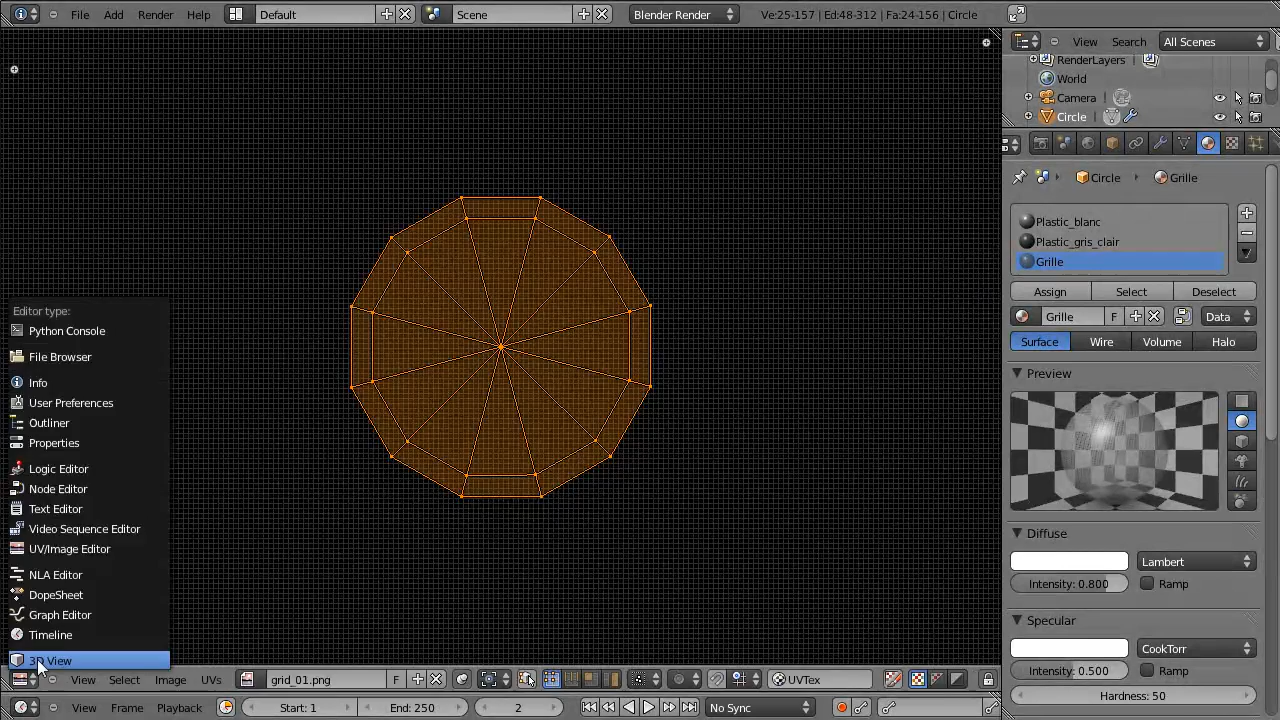 File Add Render Help Default Scene Blender Render Ve:25-157 | Ed:48-312 | Fa:24-156 | Circle
View Search All Scenes
RenderLayers
World
Camera
Circle
Circle Grille
Plastic_blanc
Plastic_gris_clair
Grille
Assign Select Deselect
Grille F Data
Surface Wire Volume Halo
Preview
Diffuse
Lambert
Intensity: 0.800 Ramp
Specular
CookTorr
Intensity: 0.500 Ramp
Hardness: 50
Editor type:
Python Console
File Browser
Info
User Preferences
Outliner
Properties
Logic Editor
Node Editor
Text Editor
Video Sequence Editor
UV/Image Editor
NLA Editor
DopeSheet
Graph Editor
Timeline
3D View
View Select Image UVs grid_01.png F UVTex
View Frame Playback Start: 1 End: 250 2 No Sync